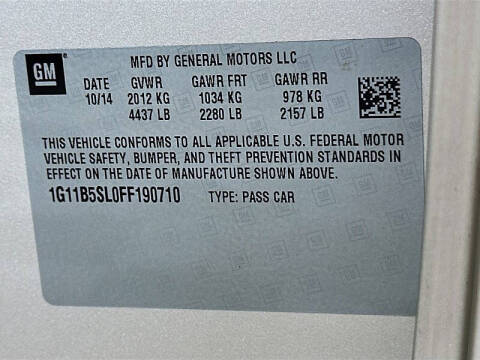 GM
MFD BY GENERAL MOTORS LLC
DATE GVWR GAWR FRT GAWR RR
10/14 2012 KG 1034 KG 978 KG
4437 LB 2280 LB 2157 LB
THIS VEHICLE CONFORMS TO ALL APPLICABLE U.S. FEDERAL MOTOR
VEHICLE SAFETY, BUMPER, AND THEFT PREVENTION STANDARDS IN
EFFECT ON THE DATE OF MANUFACTURE SHOWN ABOVE.
1G11B5SL0FF190710 TYPE: PASS CAR